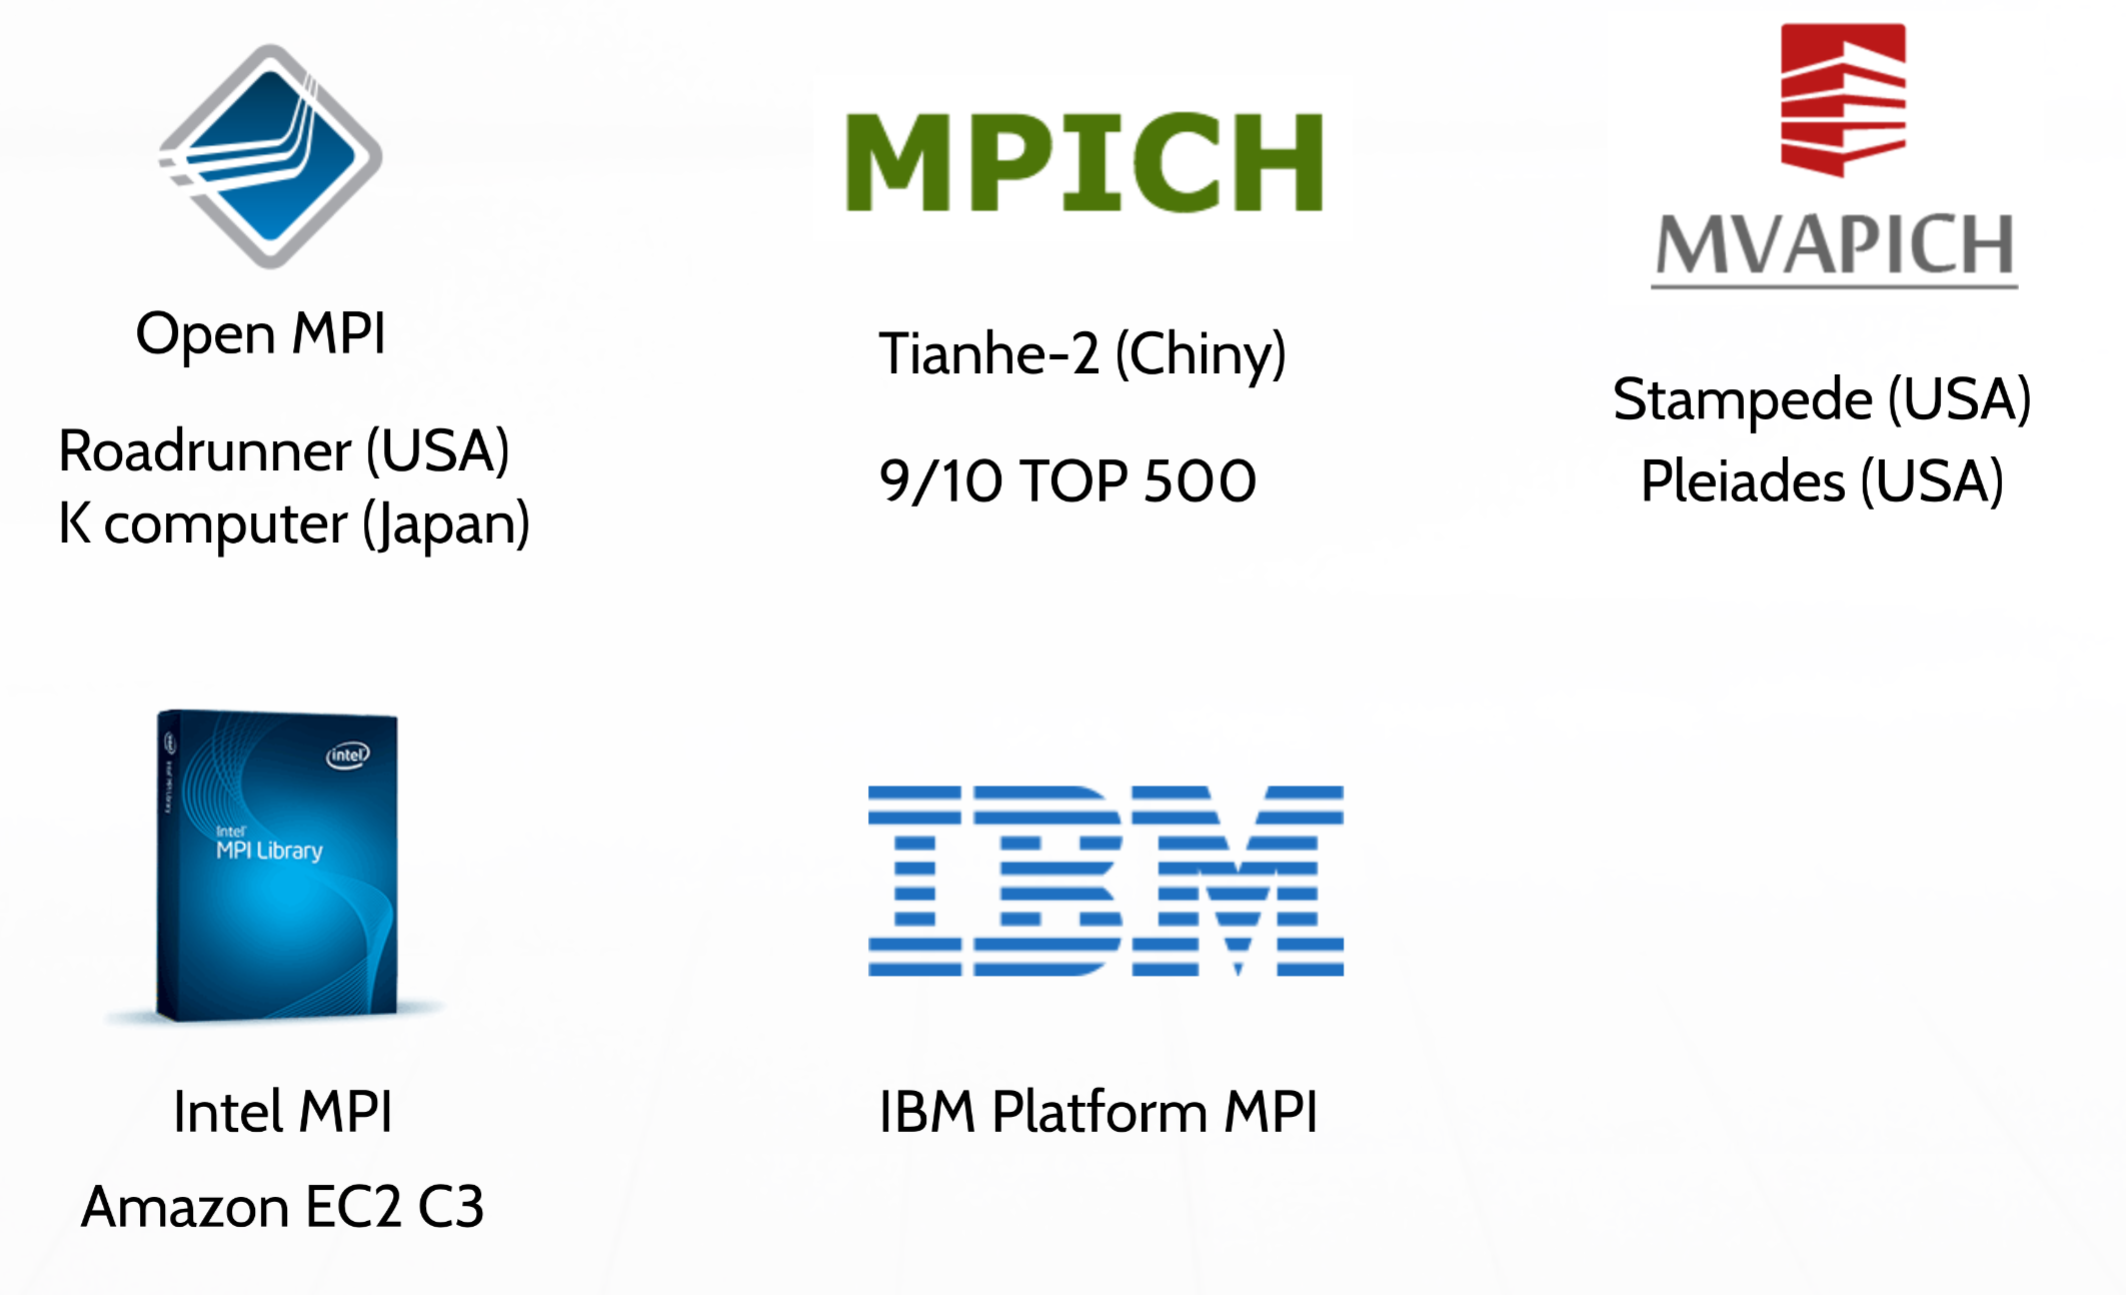 Open MPI
Roadrunner (USA)
K computer (Japan)
MPICH
Tianhe-2 (Chiny)
9/10 TOP 500
MVAPICH
Stampede (USA)
Pleiades (USA)
intel
Intel
MPI Library
Intel MPI
Amazon EC2 C3
IBM
IBM Platform MPI